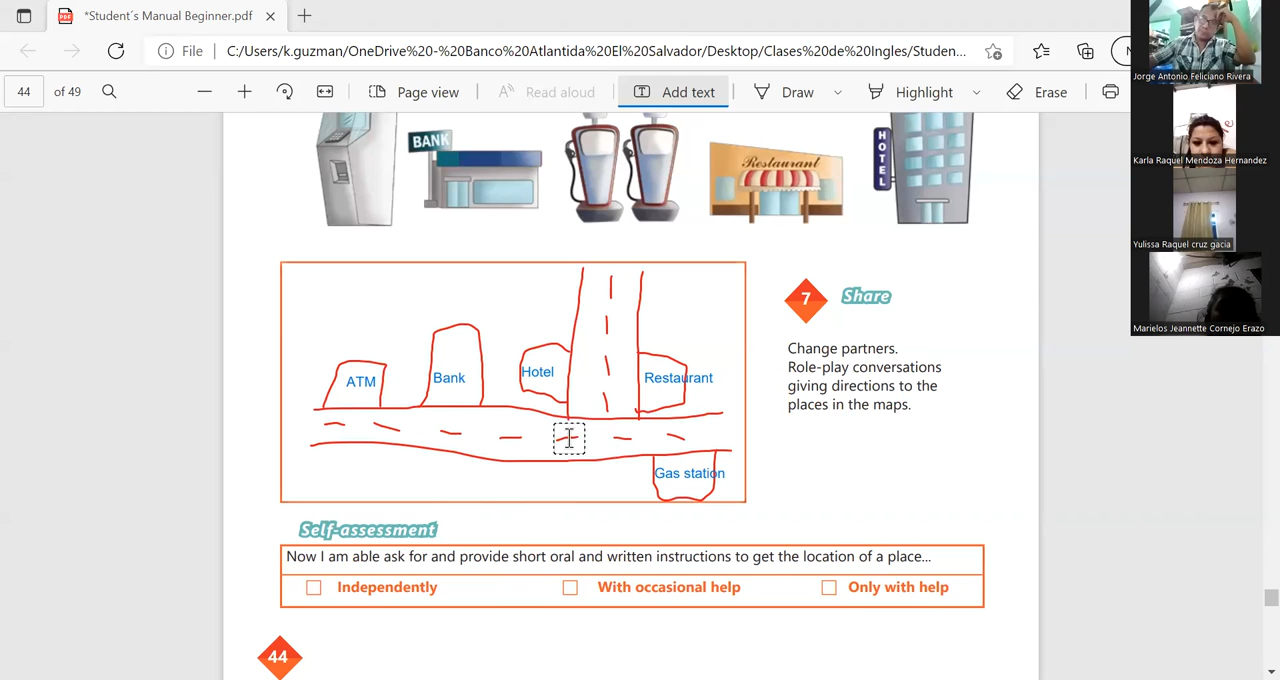 *Student´s Manual Beginner.pdf
File
C:/Users/k.guzman/OneDrive%20-%20Banco%20Atlantida%20El%20Salvador/Desktop/Clases%20de%20Ingles/Studen...
44 of 49
Page view
Read aloud
Add text
Draw
Highlight
Erase
Jorge Antonio Feliciano Rivera
Karla Raquel Mendoza Hernandez
Yulissa Raquel cruz gacia
Marielos Jeannette Cornejo Erazo
BANK
Restaurant
HOTEL
ATM
Bank
Hotel
Restaurant
Gas station
7 Share
Change partners.
Role-play conversations
giving directions to the
places in the maps.
Self-assessment
Now I am able ask for and provide short oral and written instructions to get the location of a place...
Independently
With occasional help
Only with help
44